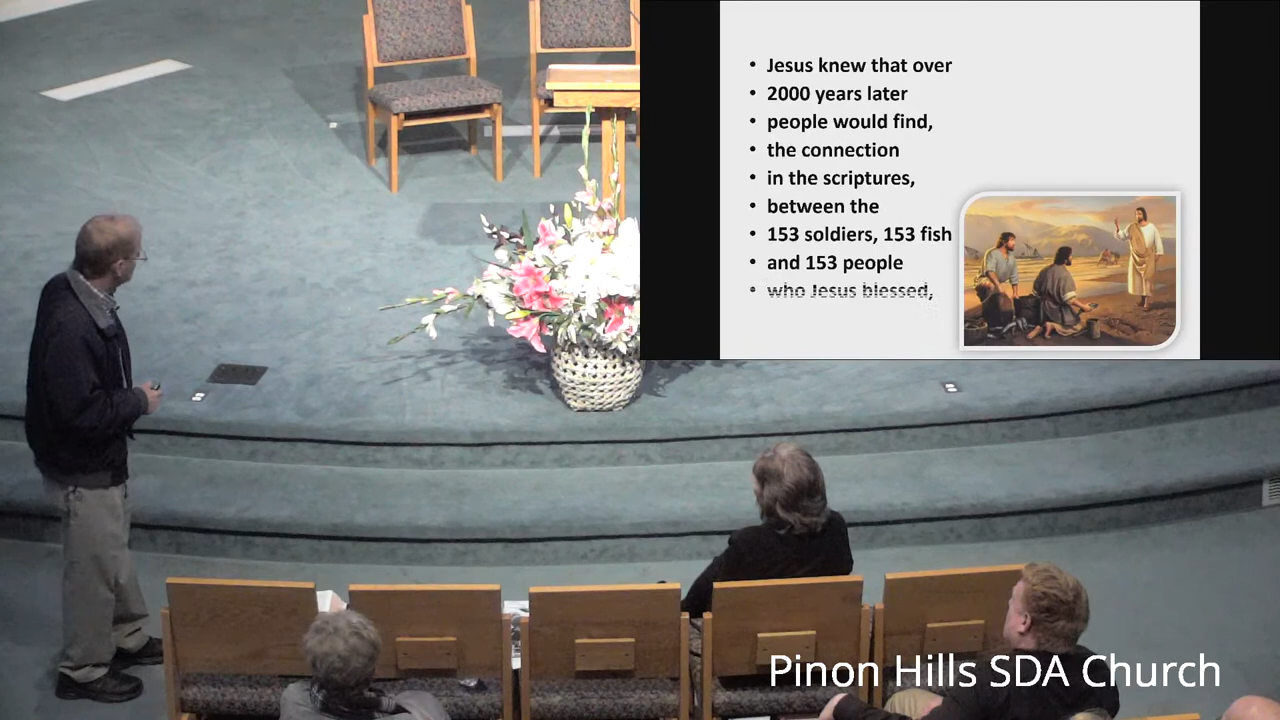 • Jesus knew that over
• 2000 years later
• people would find,
• the connection
• in the scriptures,
• between the
• 153 soldiers, 153 fish
• and 153 people
• who Jesus blessed,
Pinon Hills SDA Church